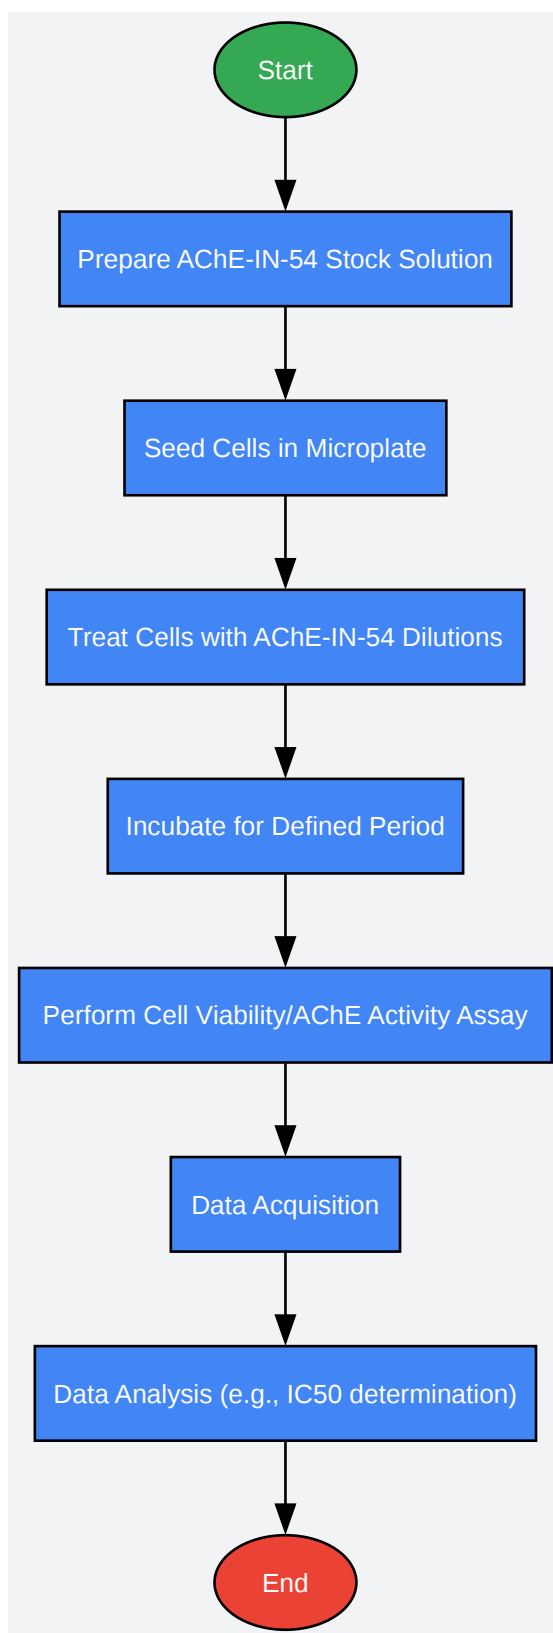 Start
Prepare AChE-IN-54 Stock Solution
Seed Cells in Microplate
Treat Cells with AChE-IN-54 Dilutions
Incubate for Defined Period
Perform Cell Viability/AChE Activity Assay
Data Acquisition
Data Analysis (e.g., IC50 determination)
End